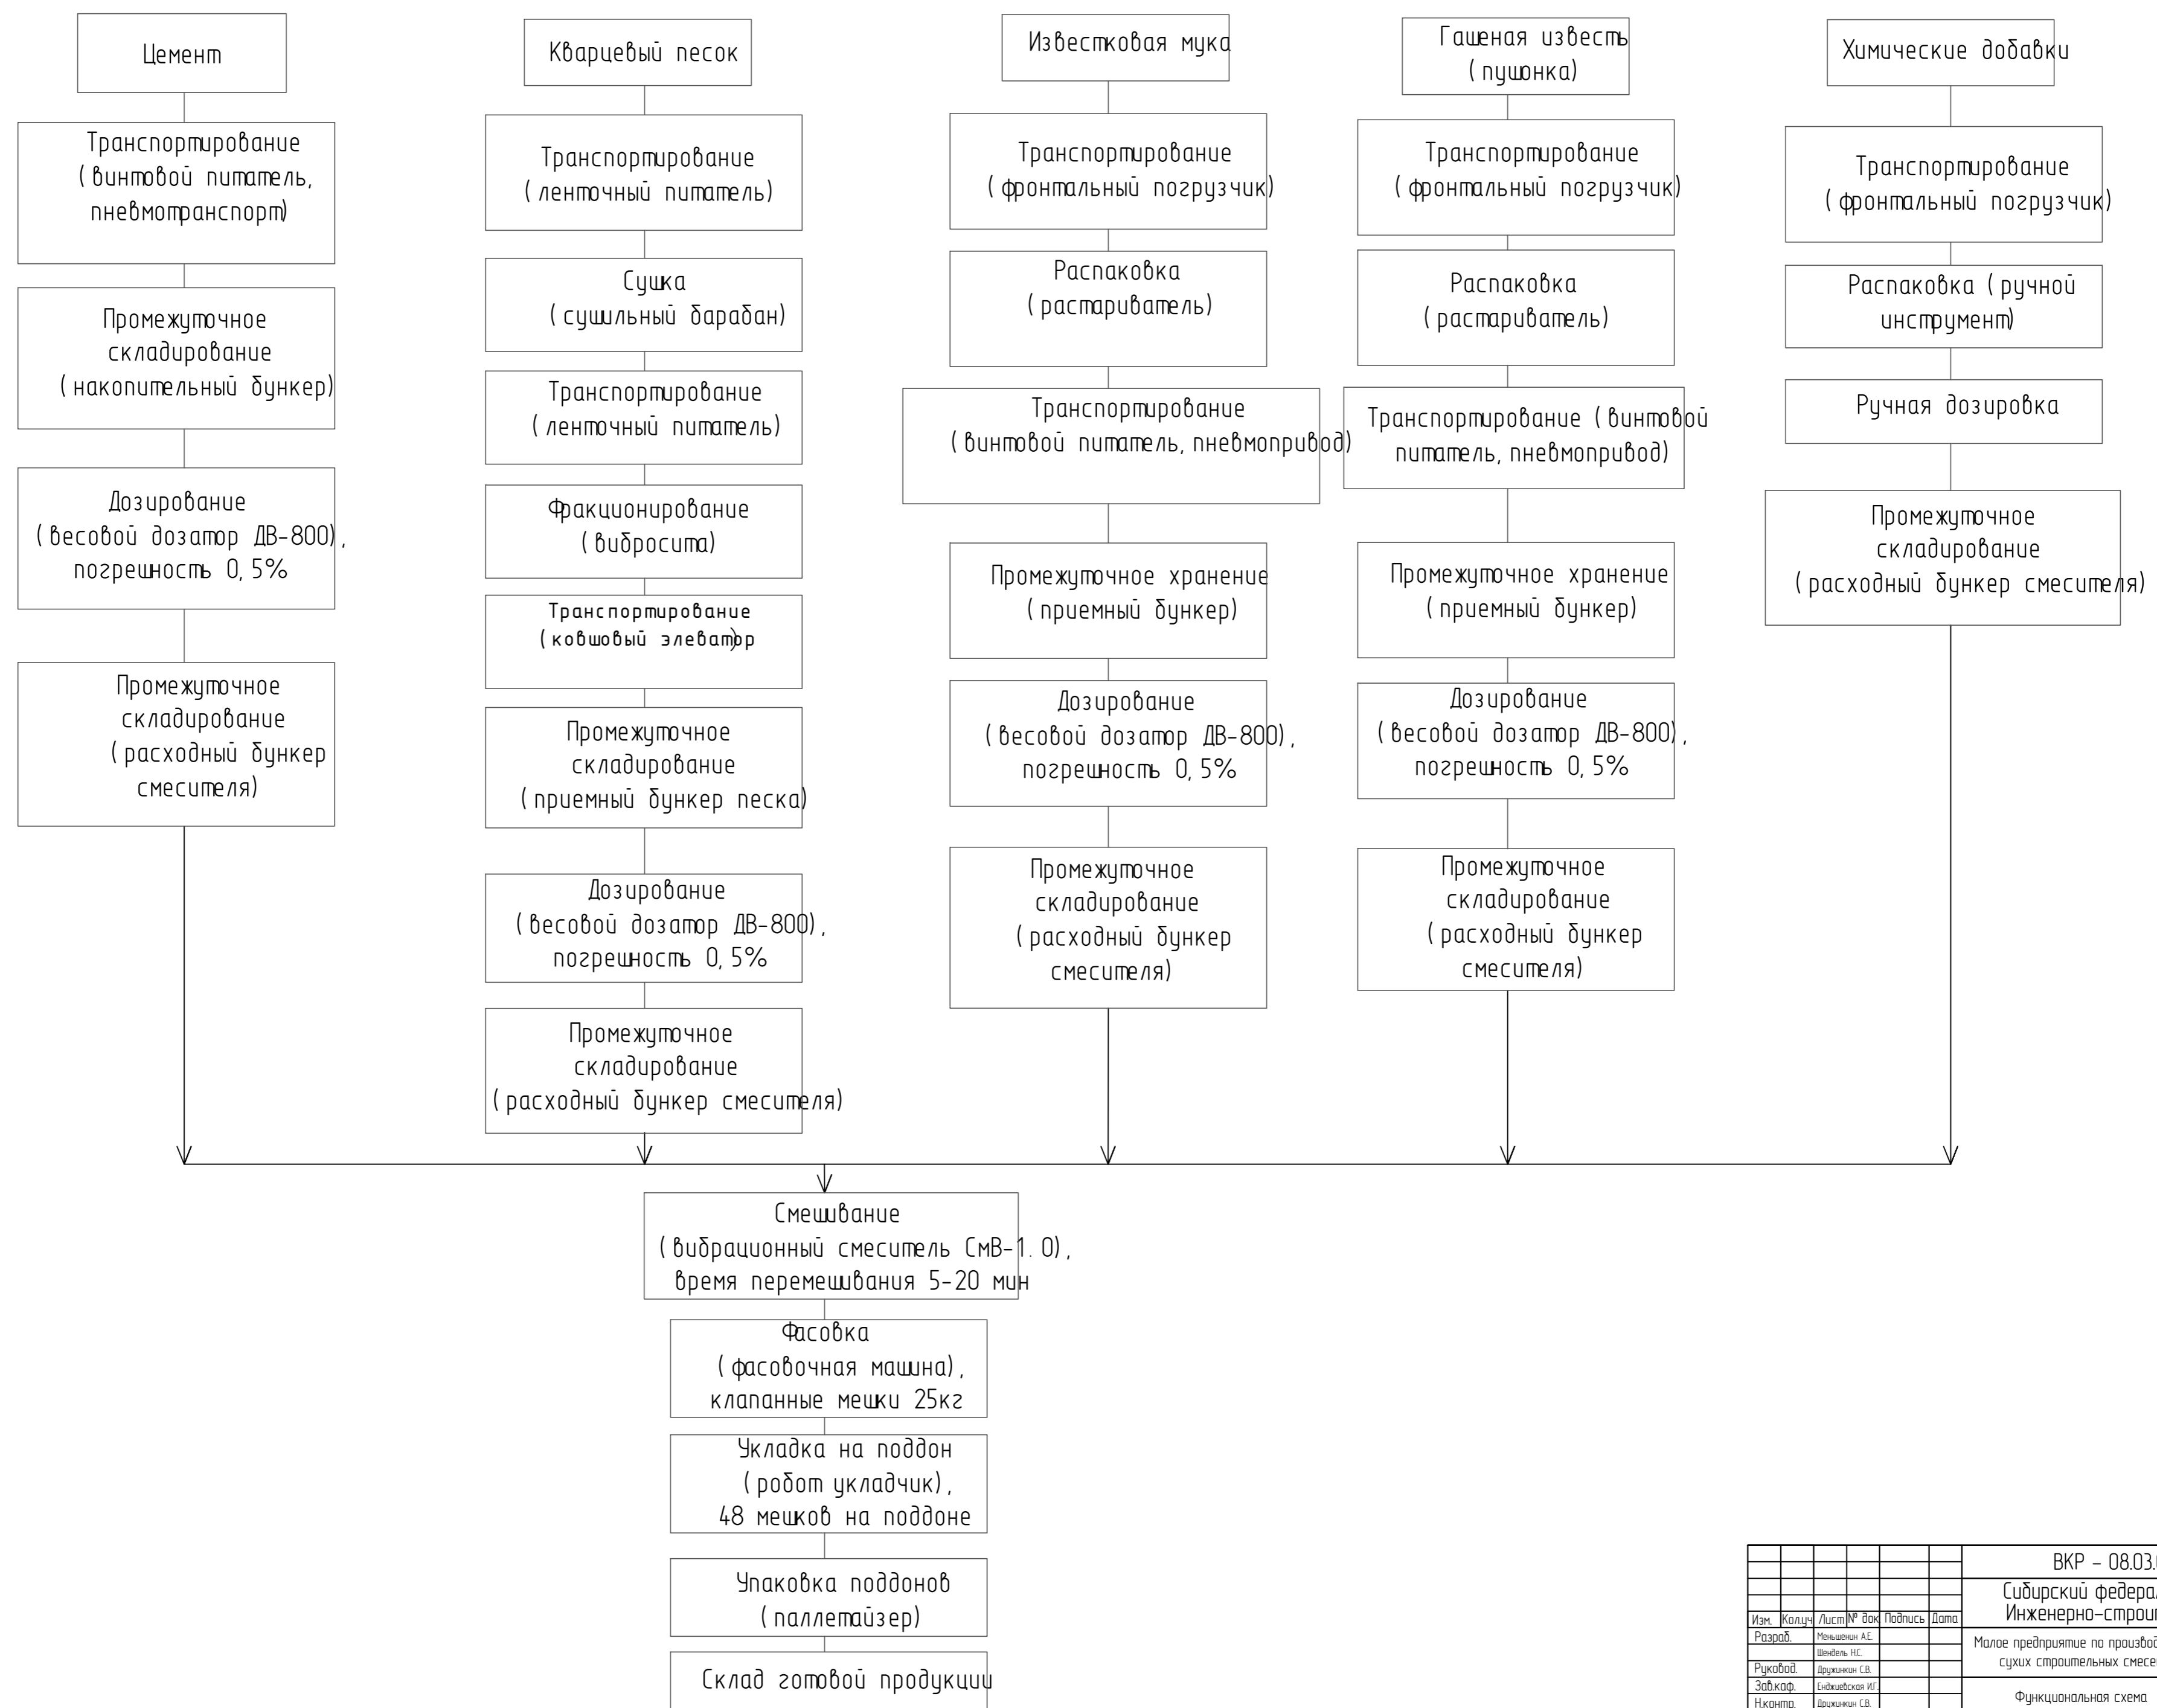 Цемент
Транспортирование
(винтовой питатель,
пневмотранспорт)
Промежуточное
складирование
(накопительный бункер)
Дозирование
(весовой дозатор ДВ-800),
погрешность 0,5%
Промежуточное
складирование
(расходный бункер
смесителя)
Кварцевый песок
Транспортирование
(ленточный питатель)
Сушка
(сушильный барабан)
Транспортирование
(ленточный питатель)
Фракционирование
(вибросита)
Транспортирование
(ковшовый элеватор)
Промежуточное
складирование
(приемный бункер песка)
Дозирование
(весовой дозатор ДВ-800),
погрешность 0,5%
Промежуточное
складирование
(расходный бункер смесителя)
Известковая мука
Транспортирование
(фронтальный погрузчик)
Распаковка
(растариватель)
Транспортирование
(винтовой питатель, пневмопривод)
Промежуточное хранение
(приемный бункер)
Дозирование
(весовой дозатор ДВ-800),
погрешность 0,5%
Промежуточное
складирование
(расходный бункер
смесителя)
Гашеная известь
(пушонка)
Транспортирование
(фронтальный погрузчик)
Распаковка
(растариватель)
Транспортирование (винтовой
питатель, пневмопривод)
Промежуточное хранение
(приемный бункер)
Дозирование
(весовой дозатор ДВ-800),
погрешность 0,5%
Промежуточное
складирование
(расходный бункер
смесителя)
Химические добавки
Транспортирование
(фронтальный погрузчик)
Распаковка (ручной
инструмент)
Ручная дозировка
Промежуточное
складирование
(расходный бункер смесителя)
Смешивание
(вибрационный смеситель СмВ-1.0),
время перемешивания 5-20 мин
Фасовка
(фасовочная машина),
клапанные мешки 25кг
Укладка на поддон
(робот укладчик),
48 мешков на поддоне
Упаковка поддонов
(паллетайзер)
Склад готовой продукции
ВКР - 08.03.
Сибирский федера
Инженерно-строи
Изм. Кол.уч Лист № док Подпись Дата
Разраб. Меньшенин А.Е.
Шендель Н.С.
Руковод. Дружинкин С.В.
Зав.каф. Енджиевская И.Г.
Н.контр. Дружинкин С.В.
Малое предприятие по производ
сухих строительных смесе
Функциональная схема